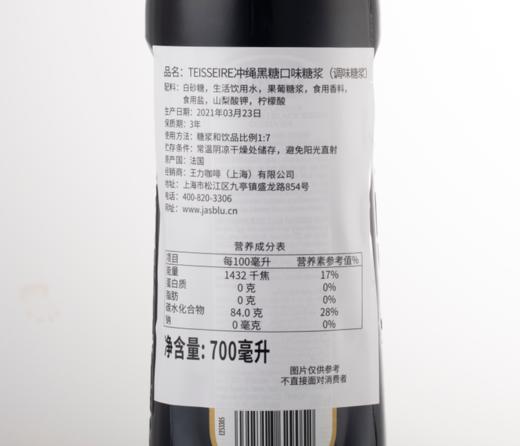 品名：TEISSEIRE冲绳黑糖口味糖浆（调味糖浆）
配料：白砂糖，生活饮用水，果葡糖浆，食用香料，
食用盐，山梨酸钾，柠檬酸
生产日期：2021年03月23日
保质期：3年
使用方法：糖浆和饮品比例1:7
贮存条件：常温阴凉干燥处储存，避免阳光直射
原产国：法国
经销商：王力咖啡（上海）有限公司
地址：上海市松江区九亭镇盛龙路854号
电话：400-820-3306
网址：www.jasblu.cn
营养成分表
项目 每100毫升 营养素参考值%
能量 1432 千焦 17%
蛋白质 0 克 0%
脂肪 0 克 0%
碳水化合物 84.0 克 28%
钠 0 毫克 0%
净含量：700毫升
图片仅供参考
不直接面对消费者